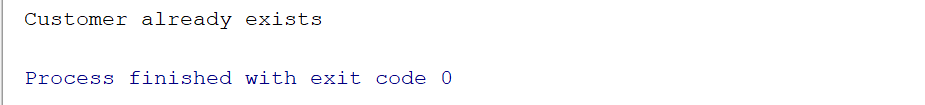 Customer already exists
Process finished with exit code 0